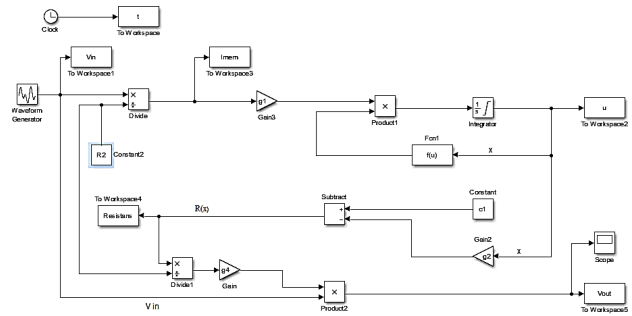 t
Clock
To Workspace
Vin
To Workspace1
Imem
To Workspace3
Waveform
Generator
×
÷
Divide
g1
Gain3
×
Product1
1
s
Integrator
u
To Workspace2
R2
Constant2
Fcn1
f(u)
X
To Workspace4
Resistans
R(x)
Subtract
+
−
Constant
c1
Gain2
g2
X
×
÷
Divide1
g4
Gain
×
Product2
Scope
Vout
To Workspace5
V in